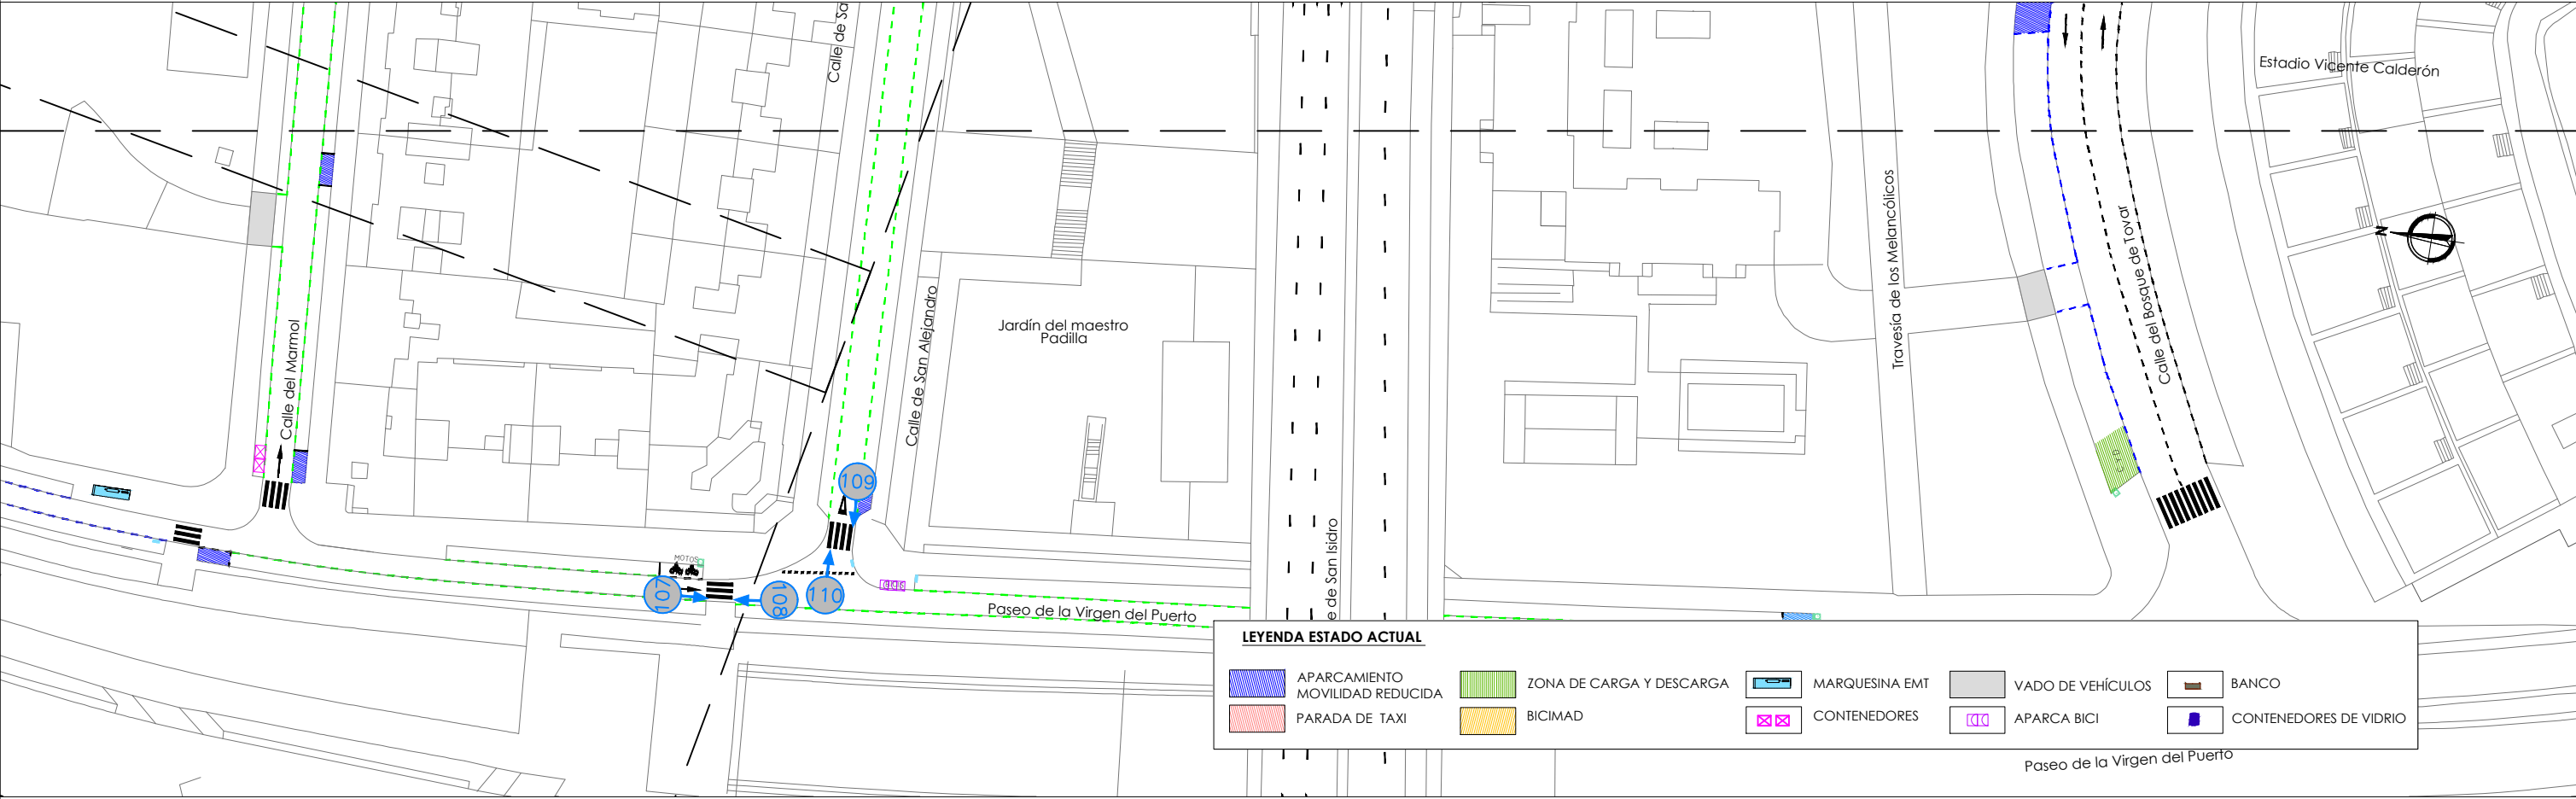 Calle de Sa
Estadio Vicente Calderón
N
Calle del Marmol
Calle de San Alejandro
Jardín del maestro
Padilla
Travesía de los Melancólicos
Calle del Bosque de Tovar
C Y D
109
MOTOS
107
108
110
Paseo de la Virgen del Puerto
e de San Isidro
LEYENDA ESTADO ACTUAL
APARCAMIENTO
MOVILIDAD REDUCIDA
ZONA DE CARGA Y DESCARGA
MARQUESINA EMT
VADO DE VEHÍCULOS
BANCO
PARADA DE TAXI
BICIMAD
CONTENEDORES
APARCA BICI
CONTENEDORES DE VIDRIO
Paseo de la Virgen del Puerto